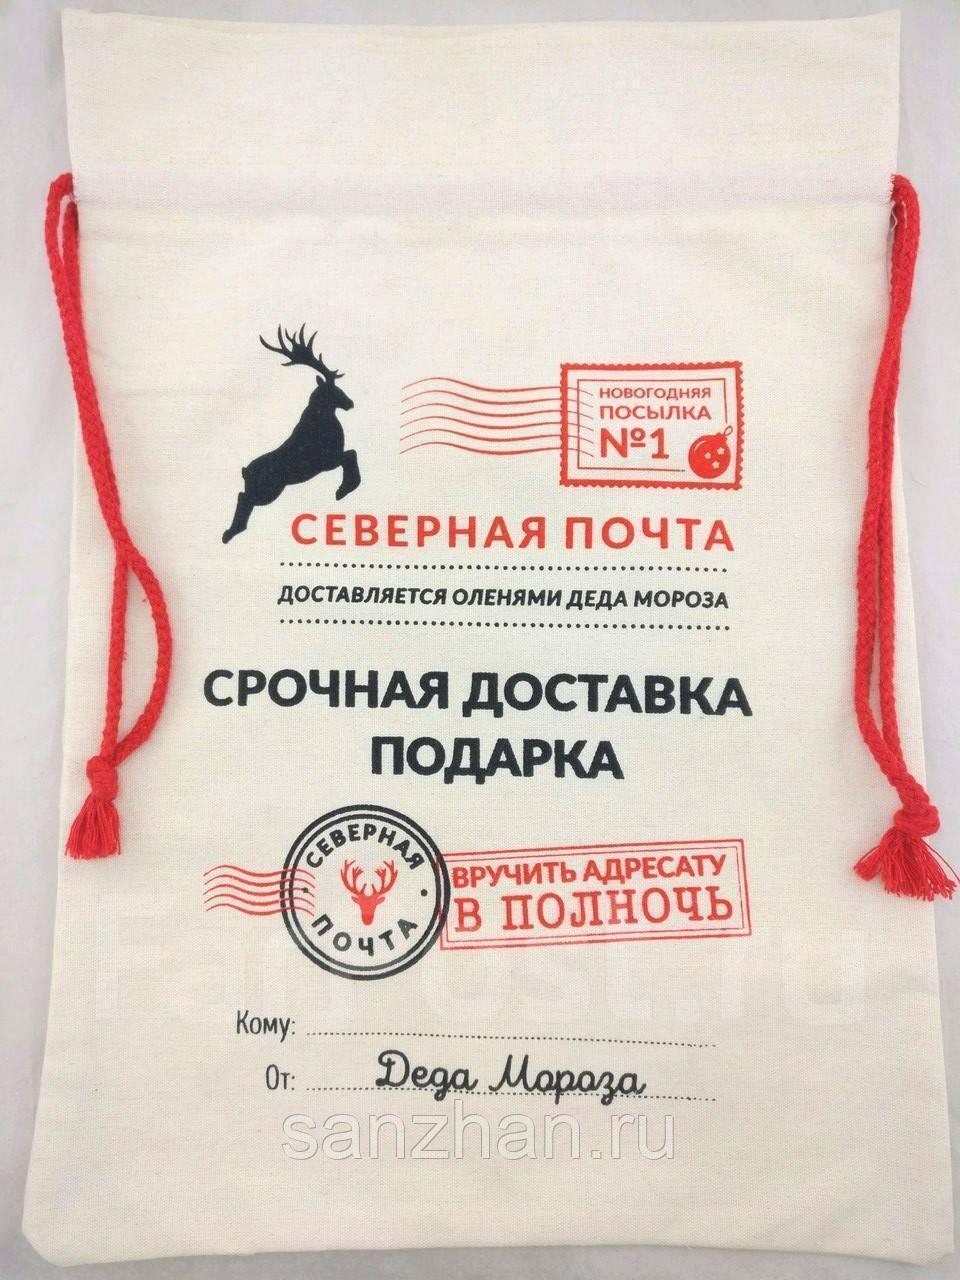 НОВОГОДНЯЯ
ПОСЫЛКА
№1
СЕВЕРНАЯ ПОЧТА
ДОСТАВЛЯЕТСЯ ОЛЕНЯМИ ДЕДА МОРОЗА
СРОЧНАЯ ДОСТАВКА
ПОДАРКА
СЕВЕРНАЯ
ПОЧТА
ВРУЧИТЬ АДРЕСАТУ
В ПОЛНОЧЬ
Кому:
От: Деда Мороза
sanzhan.ru